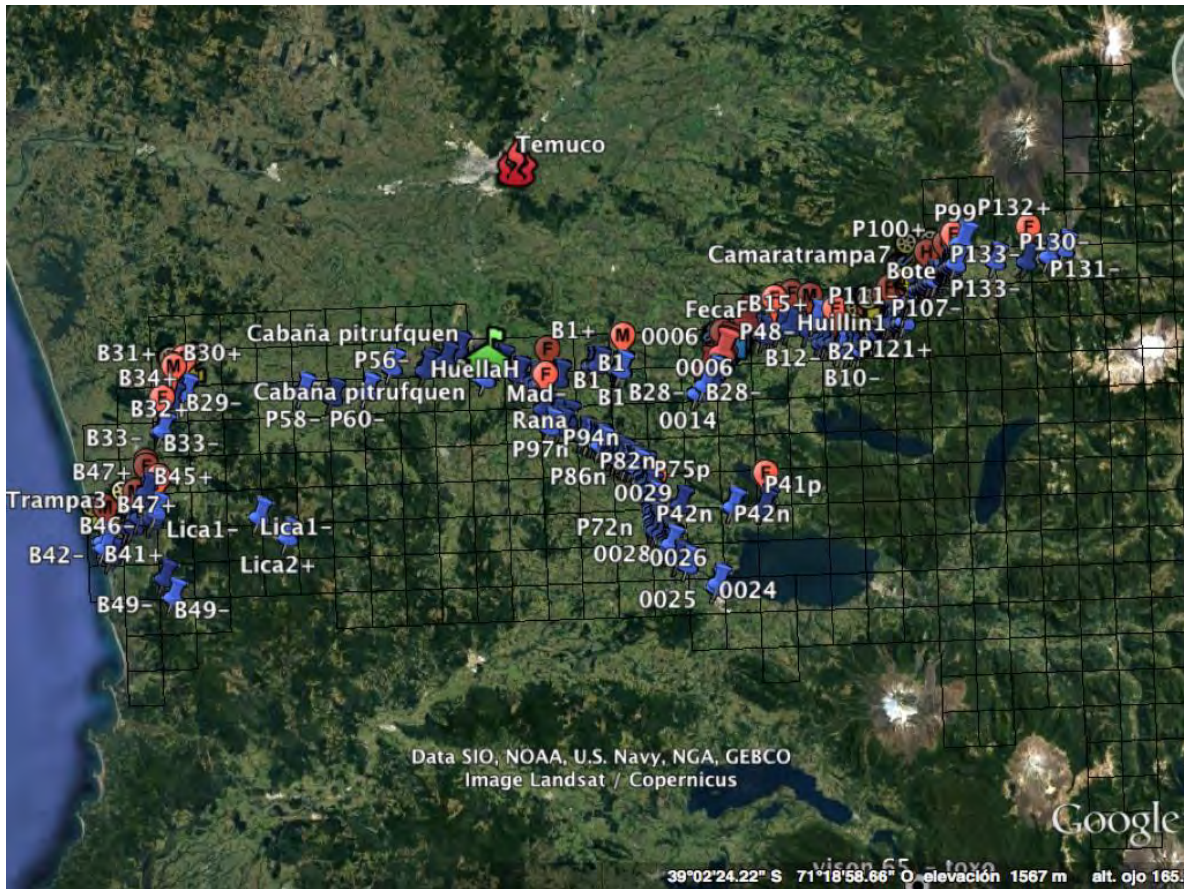 Temuco
P99
P132+
P100+
Camaratrampa7
P133-
P130-
P131-
Bote
P133-
P111-
P107-
B15+
FecaF
0006
P48-
Huillin1
B12-
B2
P121+
B10-
B1+
B1
0006
B28-
B28-
B1
B1
0014
Cabaña pitrufquen
P56-
HuellaH
Cabaña pitrufquen
Mad-
P58-
P60-
Rana
P97n
P94n
P86n
P82n
P75p
0029
P41p
P42n
P42n
P72n
0028
0026
0025
0024
B31+
B30+
B34+
B32+
B29-
B33-
B33-
B47+
B45+
Trampa3
B47+
B46-
Lica1-
Lica1-
B42-
B41+
Lica2+
B49-
B49-
Data SIO, NOAA, U.S. Navy, NGA, GEBCO
Image Landsat / Copernicus
Google
39°02'24.22" S 71°18'58.66" O elevación 1567 m alt. ojo 165.